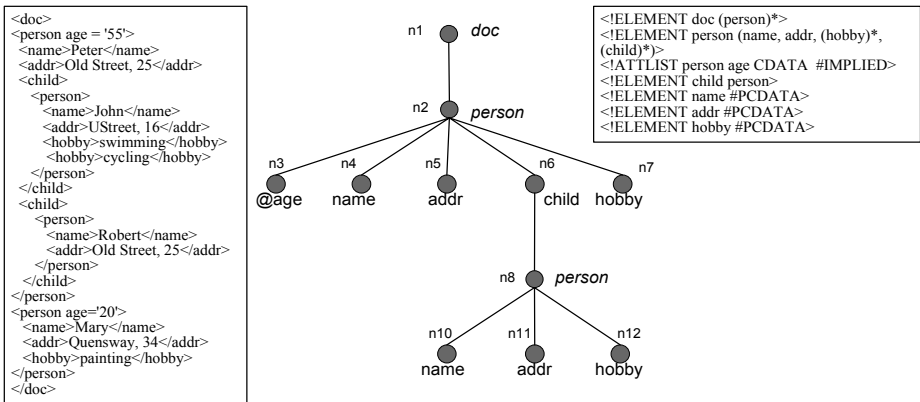 <doc>
<person age = '55'>
<name>Peter</name>
<addr>Old Street, 25</addr>
<child>
<person>
<name>John</name>
<addr>UStreet, 16</addr>
<hobby>swimming</hobby>
<hobby>cycling</hobby>
</person>
</child>
<child>
<person>
<name>Robert</name>
<addr>Old Street, 25</addr>
</person>
</child>
</person>
<person age='20'>
<name>Mary</name>
<addr>Quensway, 34</addr>
<hobby>painting</hobby>
</person>
</doc>
n1 doc
n2 person
n3 n4 n5 n6 n7
@age name addr child hobby
n8 person
n10 n11 n12
name addr hobby
<!ELEMENT doc (person)*>
<!ELEMENT person (name, addr, (hobby)*,
(child)*)>
<!ATTLIST person age CDATA #IMPLIED>
<!ELEMENT child person>
<!ELEMENT name #PCDATA>
<!ELEMENT addr #PCDATA>
<!ELEMENT hobby #PCDATA>